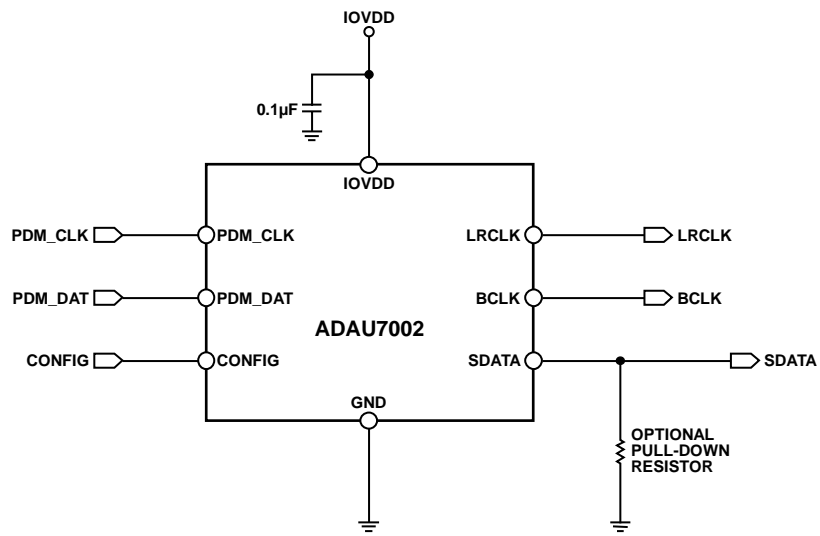 IOVDD
0.1µF
IOVDD
PDM_CLK
PDM_CLK
LRCLK
LRCLK
PDM_DAT
PDM_DAT
BCLK
BCLK
ADAU7002
CONFIG
CONFIG
SDATA
SDATA
GND
OPTIONAL
PULL-DOWN
RESISTOR